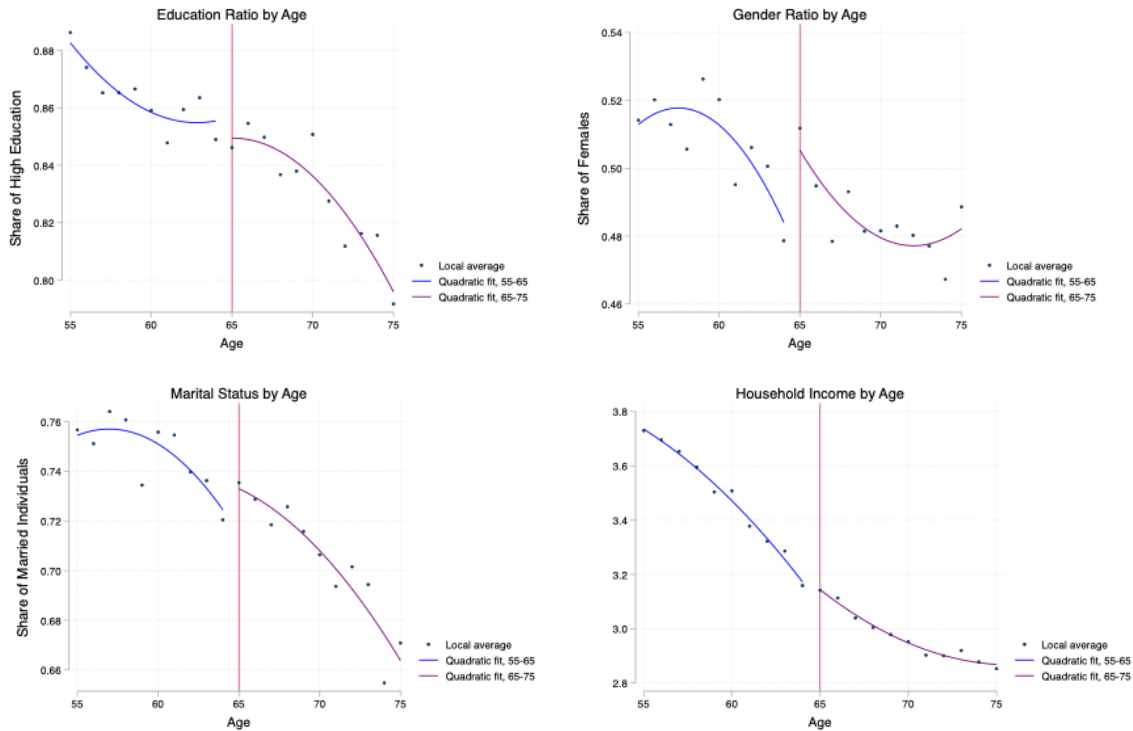 Education Ratio by Age
Share of High Education
0.88
0.86
0.84
0.82
0.80
55
60
65
70
75
Age
Local average
Quadratic fit, 55-65
Quadratic fit, 65-75
Gender Ratio by Age
Share of Females
0.54
0.52
0.50
0.48
0.46
55
60
65
70
75
Age
Local average
Quadratic fit, 55-65
Quadratic fit, 65-75
Marital Status by Age
Share of Married Individuals
0.76
0.74
0.72
0.70
0.68
0.66
55
60
65
70
75
Age
Local average
Quadratic fit, 55-65
Quadratic fit, 65-75
Household Income by Age
3.8
3.6
3.4
3.2
3.0
2.8
55
60
65
70
75
Age
Local average
Quadratic fit, 55-65
Quadratic fit, 65-75